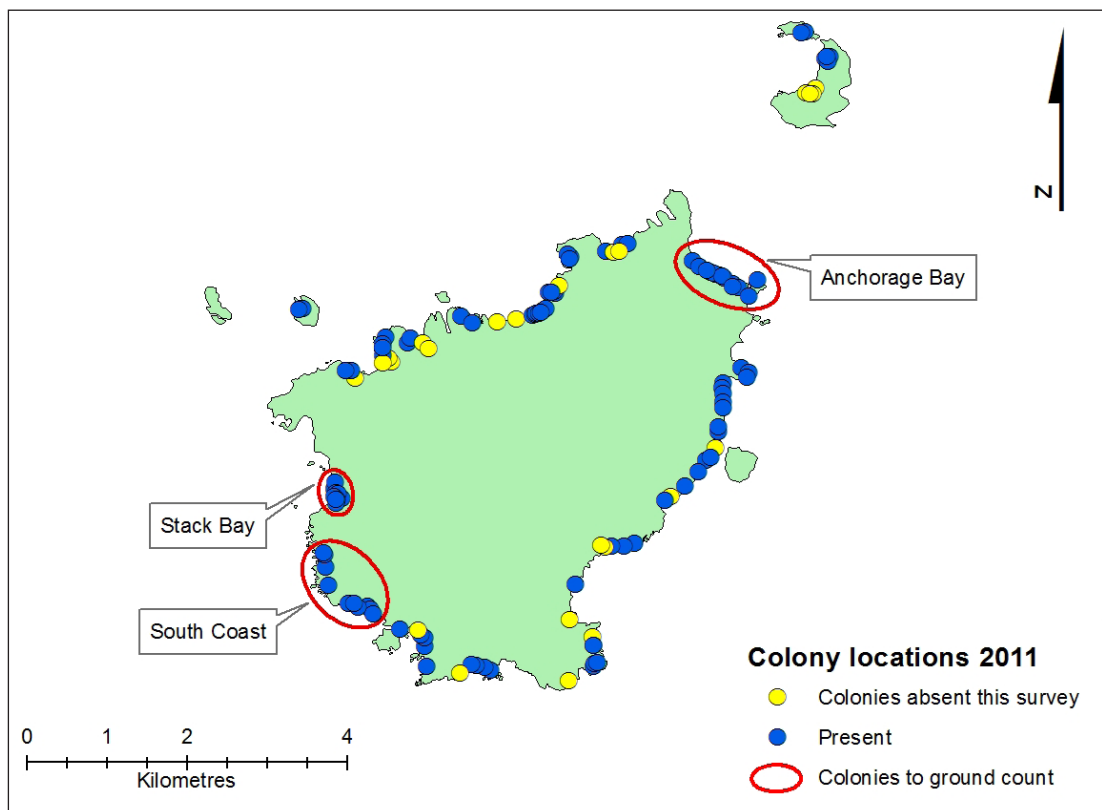 Z
Anchorage Bay
Stack Bay
South Coast
Colony locations 2011
Colonies absent this survey
Present
Colonies to ground count
0 1 2 4
Kilometres